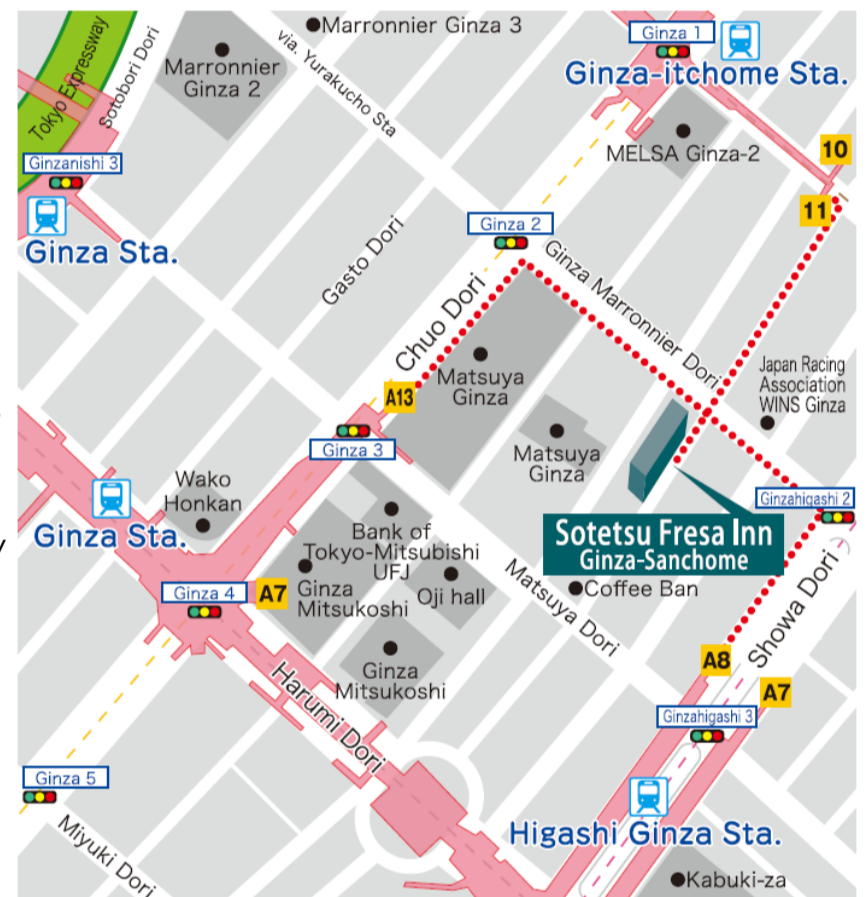 Marronnier Ginza 3
Ginza 1
Marronnier
Ginza 2
via. Yurakucho Sta
Tokyo Expressway
Sotobori Dori
Ginza-itchome Sta.
MELSA Ginza-2
10
Ginzanishi 3
11
Ginza Sta.
Ginza 2
Gasto Dori
Ginza Marronnier Dori
Chuo Dori
Matsuya
Ginza
Japan Racing
Association
WINS Ginza
A13
Ginza 3
Matsuya
Ginza
Wako
Honkan
Ginzahigashi 2
Ginza Sta.
Bank of
Tokyo-Mitsubishi
UFJ
Sotetsu Fresa Inn
Ginza-Sanchome
Ginza 4
A7
Ginza
Mitsukoshi
Oji hall
Matsuya Dori
Coffee Ban
Showa Dori
Ginza
Mitsukoshi
A8
A7
Harumi Dori
Ginzahigashi 3
Ginza 5
Miyuki Dori
Higashi Ginza Sta.
Kabuki-za